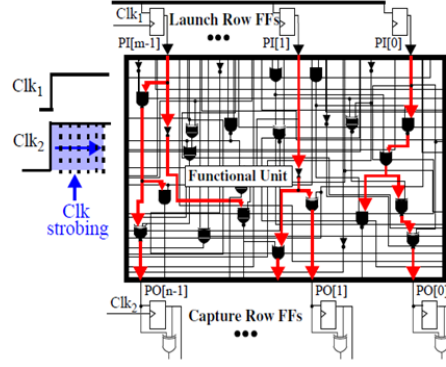 Clk1 Launch Row FFs
PI[m-1] PI[1] PI[0]
Clk1
Clk2
Functional Unit
Clk
strobing
PO[n-1] PO[1] PO[0]
Clk2 Capture Row FFs